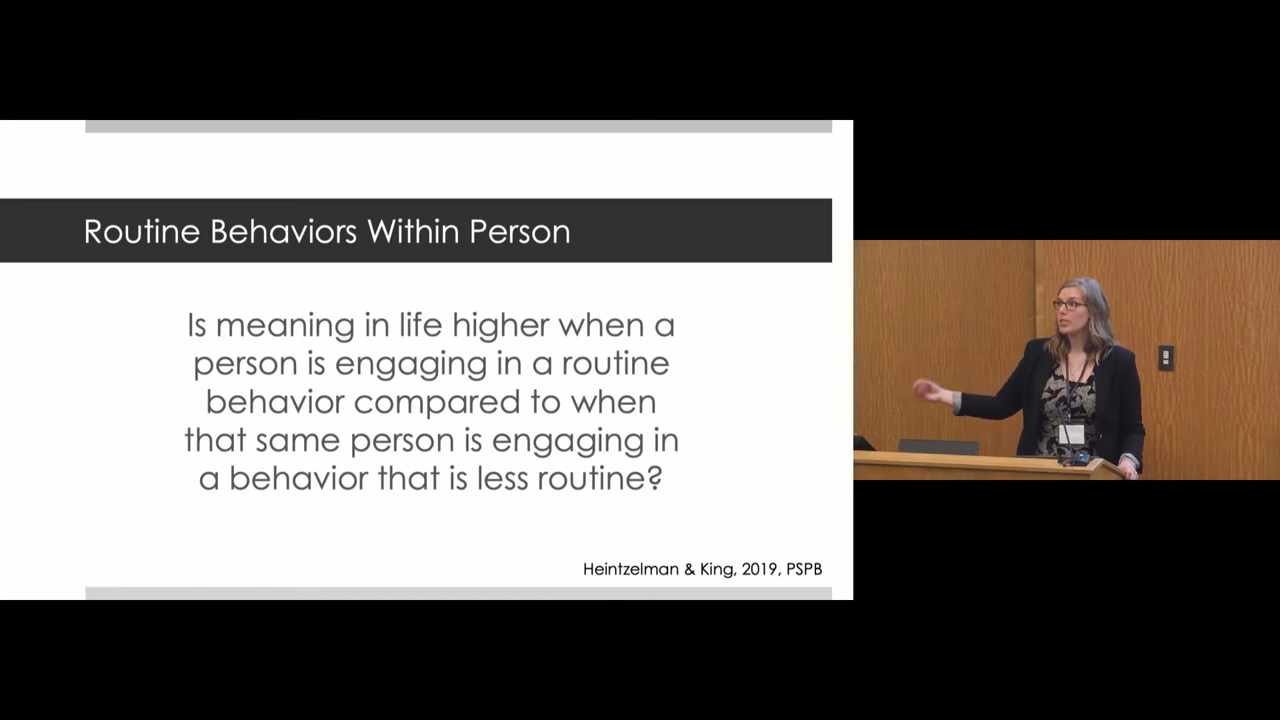 Routine Behaviors Within Person
Is meaning in life higher when a
person is engaging in a routine
behavior compared to when
that same person is engaging in
a behavior that is less routine?
Heintzelman & King, 2019, PSPB